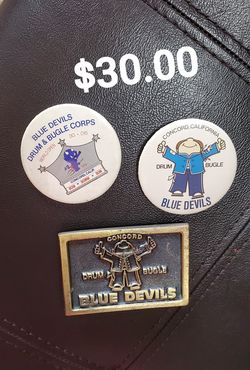 $30.00
BLUE DEVILS
DRUM & BUGLE CORPS
CONCORD, CALIFORNIA
DRUM BUGLE
BLUE DEVILS
CONCORD
DRUM BUGLE
BLUE DEVILS